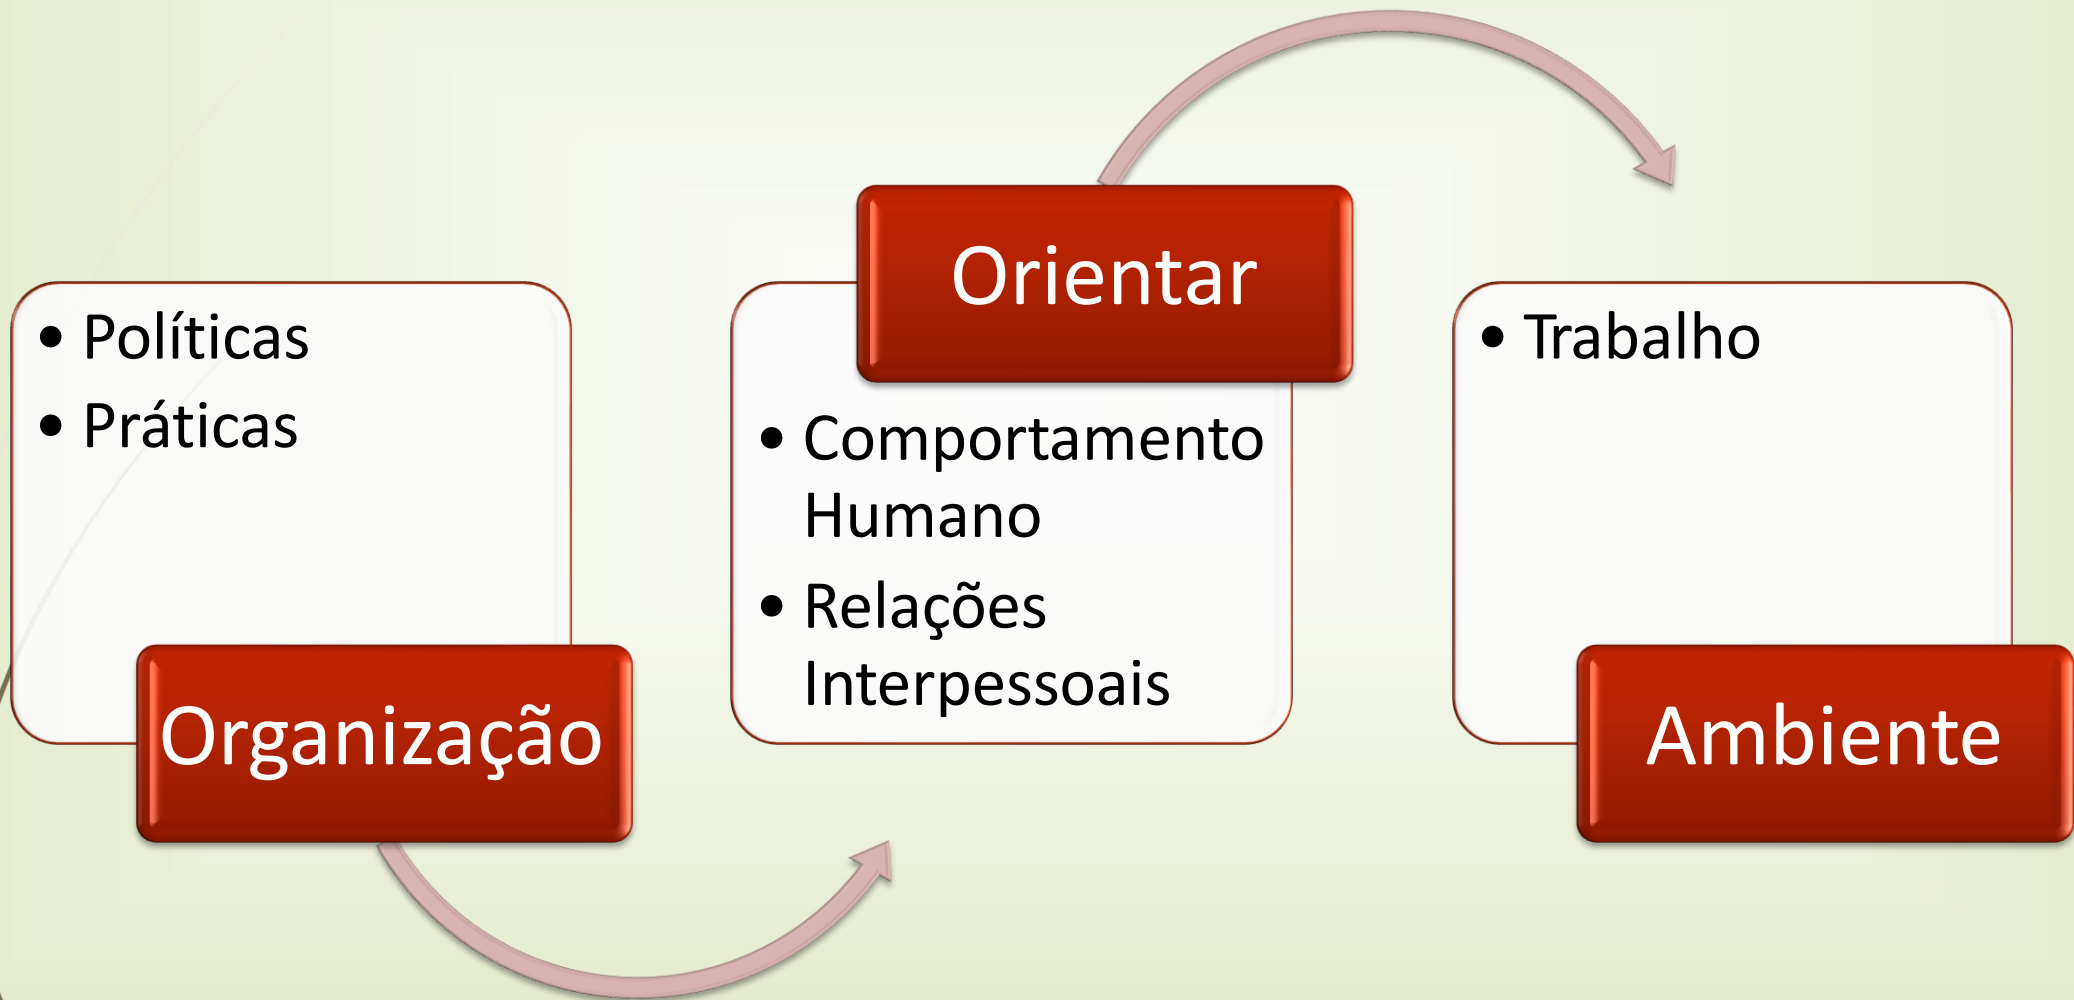 • Políticas
• Práticas
Organização
Orientar
• Comportamento
Humano
• Relações
Interpessoais
• Trabalho
Ambiente